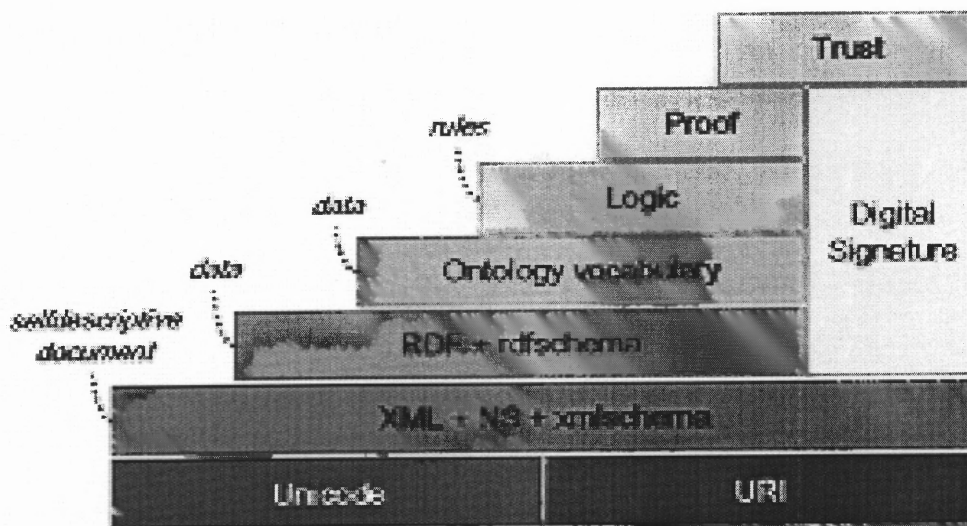 Trust
Proof
rules
Logic
data
Digital
Signature
Ontology vocabulary
data
selfdescriptive
document
RDF + rdfschema
XML + NS + xmlschema
Unicode
URI